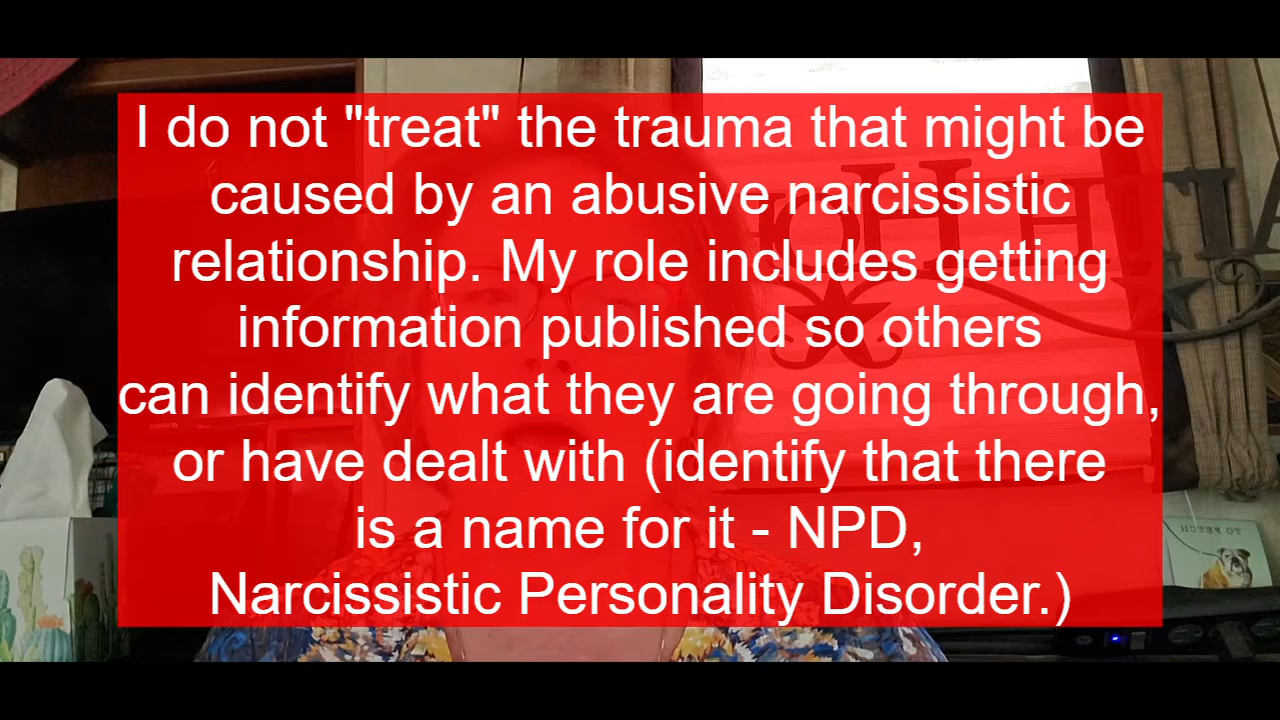 I do not "treat" the trauma that might be
caused by an abusive narcissistic
relationship. My role includes getting
information published so others
can identify what they are going through,
or have dealt with (identify that there
is a name for it - NPD,
Narcissistic Personality Disorder.)